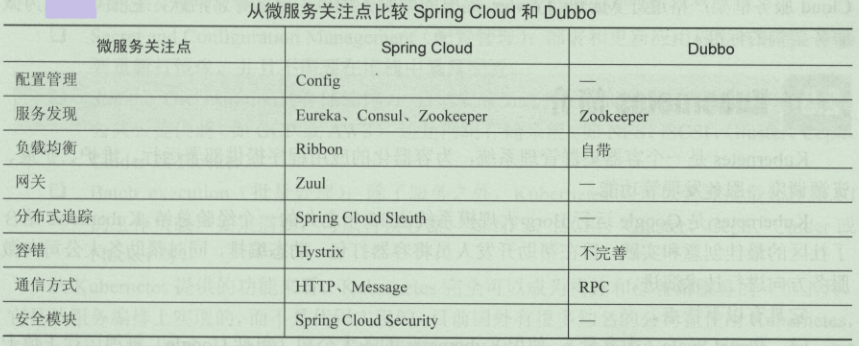 从微服务关注点比较 Spring Cloud 和 Dubbo
微服务关注点 Spring Cloud Dubbo
配置管理 Config —
服务发现 Eureka、Consul、Zookeeper Zookeeper
负载均衡 Ribbon 自带
网关 Zuul —
分布式追踪 Spring Cloud Sleuth —
容错 Hystrix 不完善
通信方式 HTTP、Message RPC
安全模块 Spring Cloud Security —